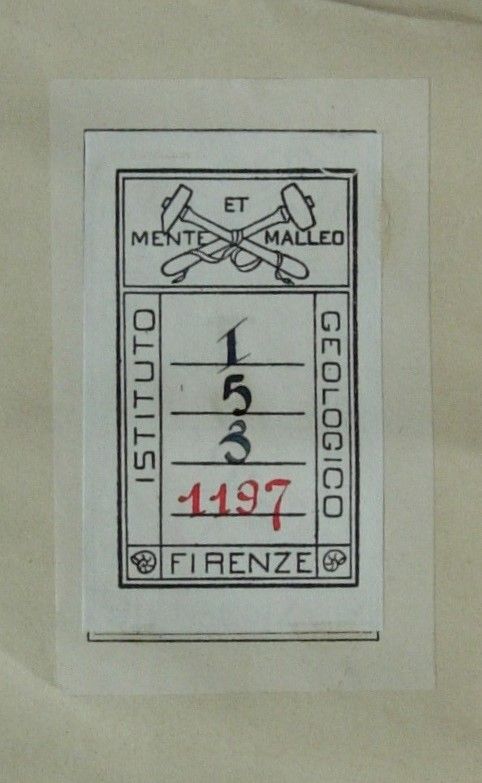 ET
MENTE MALLEO
ISTITUTO
1
5
3
1197
GEOLOGICO
FIRENZE